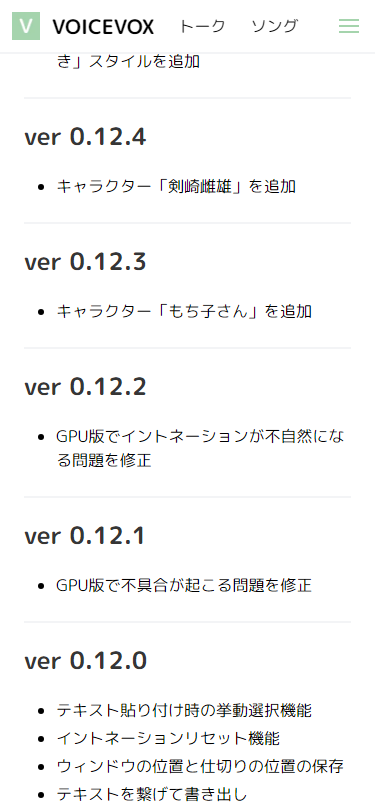 V VOICEVOX トーク ソング
き」スタイルを追加
ver 0.12.4
• キャラクター「剣崎雌雄」を追加
ver 0.12.3
• キャラクター「もち子さん」を追加
ver 0.12.2
• GPU版でイントネーションが不自然にな
る問題を修正
ver 0.12.1
• GPU版で不具合が起こる問題を修正
ver 0.12.0
• テキスト貼り付け時の挙動選択機能
• イントネーションリセット機能
• ウィンドウの位置と仕切りの位置の保存
• テキストを繋げて書き出し